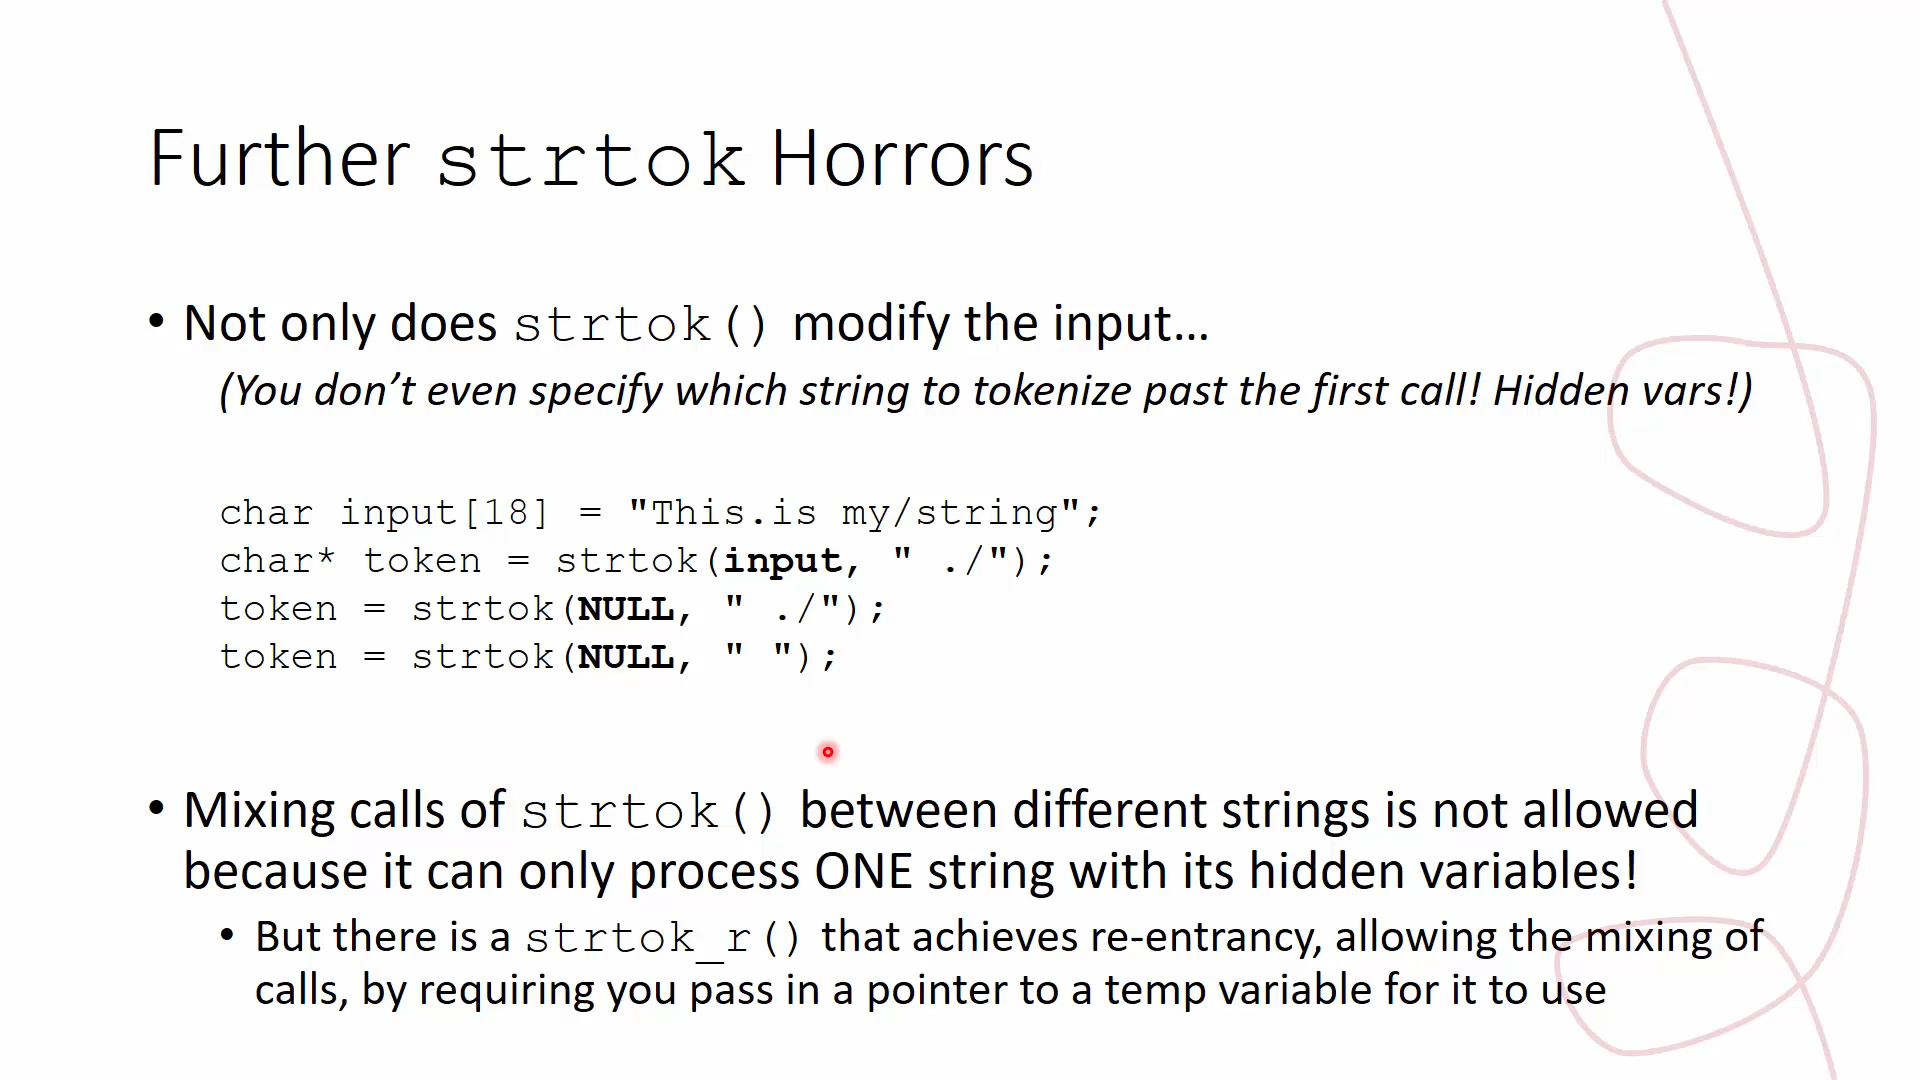 Further strtok Horrors
• Not only does strtok() modify the input…
(You don’t even specify which string to tokenize past the first call! Hidden vars!)
char input[18] = "This.is my/string";
char* token = strtok(input, " ./");
token = strtok(NULL, " ./");
token = strtok(NULL, " ");
• Mixing calls of strtok() between different strings is not allowed
because it can only process ONE string with its hidden variables!
• But there is a strtok_r() that achieves re-entrancy, allowing the mixing of
calls, by requiring you pass in a pointer to a temp variable for it to use